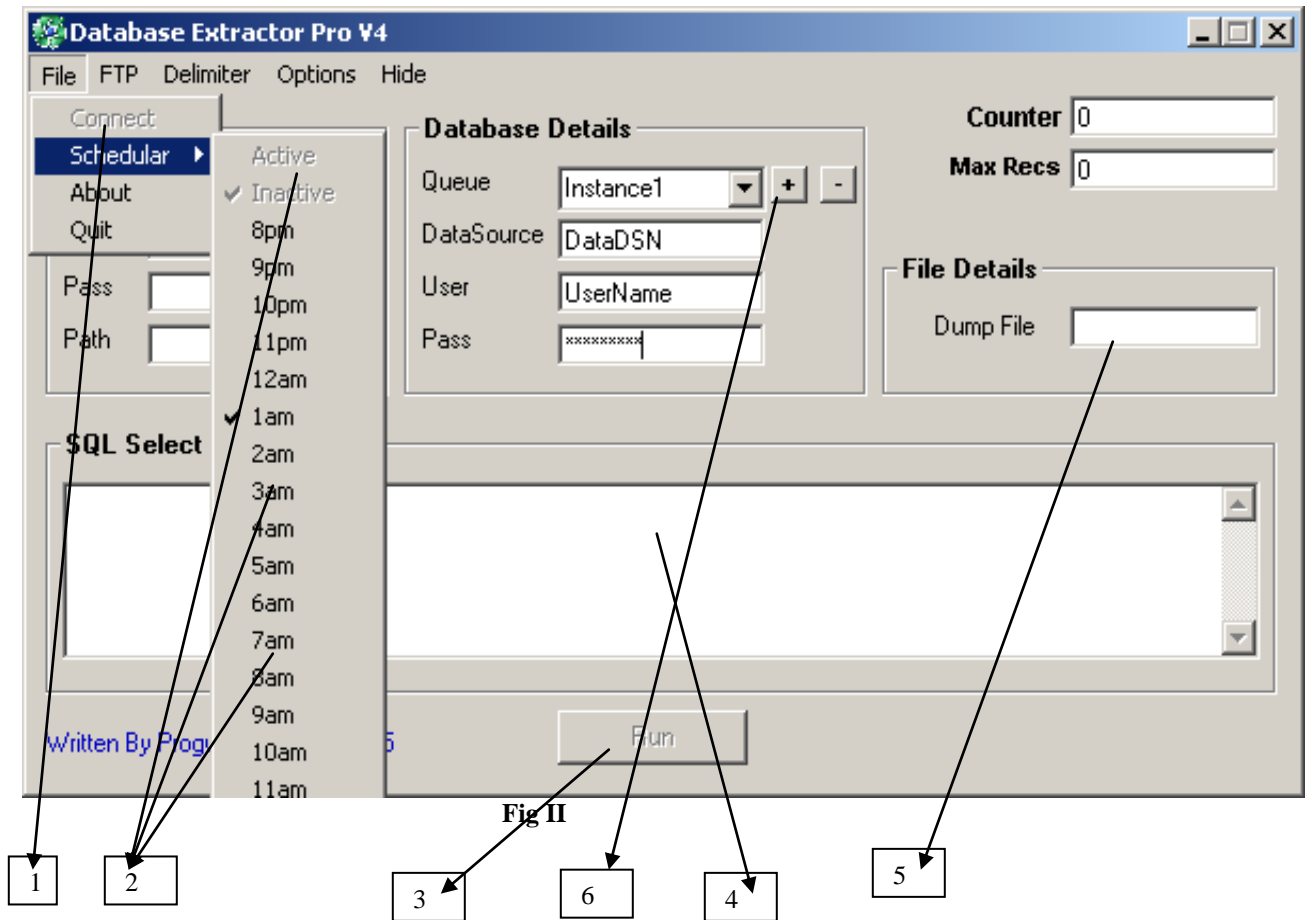 Database Extractor Pro V4
File FTP Delimiter Options Hide
Connect
Schedular
About
Quit
Active
Inactive
8pm
9pm
10pm
11pm
12am
1am
2am
3am
4am
5am
6am
7am
8am
9am
10am
11am
Pass
Path
Database Details
Queue Instance1 + -
DataSource DataDSN
User UserName
Pass *********
Counter 0
Max Recs 0
File Details
Dump File
SQL Select
Written By 5
Run
Fig II
1 2 3 6 4 5